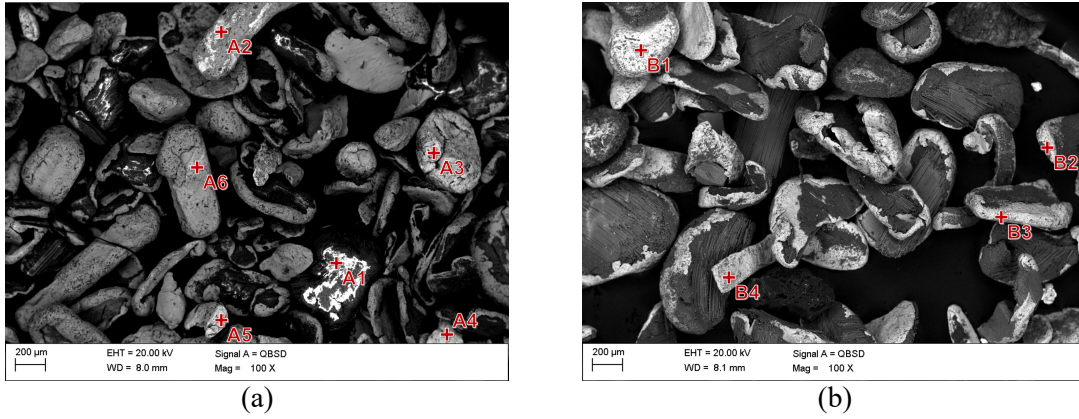 A2
A3
A6
A1
A5
A4
200 µm
EHT = 20.00 kV
Signal A = QBSD
WD = 8.0 mm
Mag = 100 X
(a)
B1
B2
B3
B4
200 µm
EHT = 20.00 kV
Signal A = QBSD
WD = 8.1 mm
Mag = 100 X
(b)